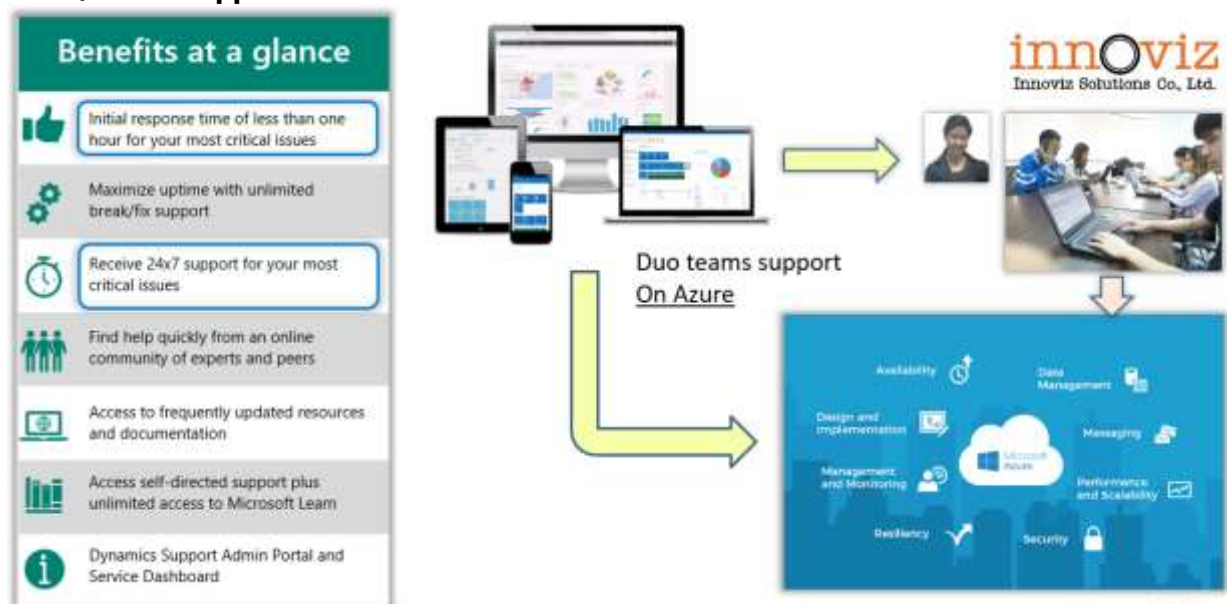 Benefits at a glance
Initial response time of less than one
hour for your most critical issues
Maximize uptime with unlimited
break/fix support
Receive 24x7 support for your most
critical issues
Find help quickly from an online
community of experts and peers
Access to frequently updated resources
and documentation
Access self-directed support plus
unlimited access to Microsoft Learn
Dynamics Support Admin Portal and
Service Dashboard
Duo teams support
On Azure
innoviz
Innoviz Solutions Co., Ltd.
Availability
Data
Management
Design and
Implementation
Messaging
Microsoft
Azure
Management
and Monitoring
Performance
and Scalability
Resiliency
Security